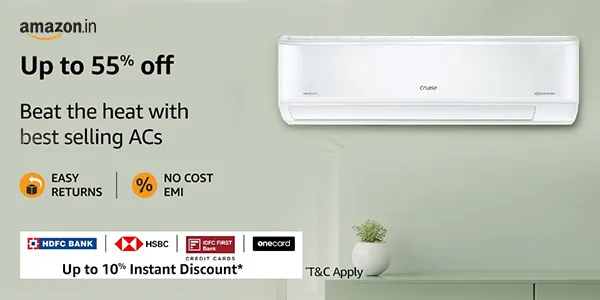 amazon.in
Up to 55% off
Beat the heat with
best selling ACs
EASY
RETURNS
NO COST
EMI
Cruise
HDFC BANK
HSBC
IDFC FIRST
Bank
CREDIT CARDS
onecard
Up to 10% Instant Discount*
*T&C Apply